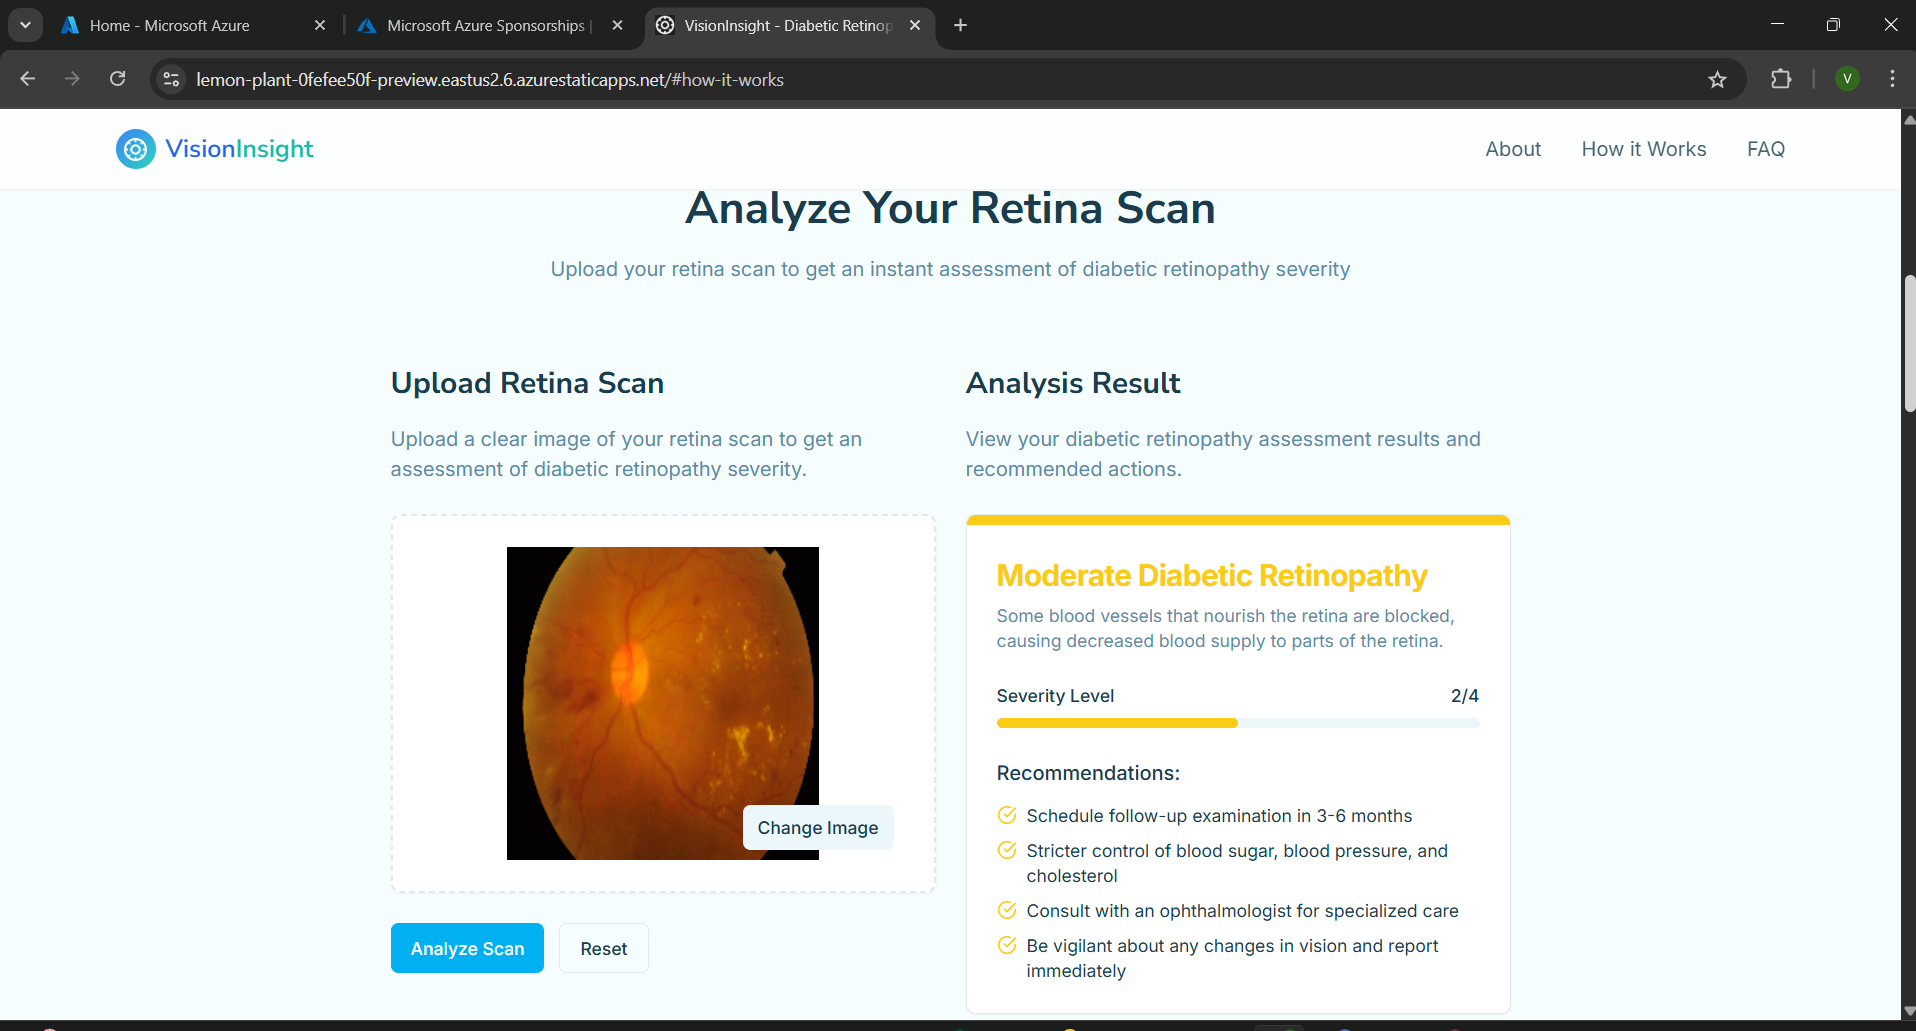 Home - Microsoft Azure
Microsoft Azure Sponsorships |
VisionInsight - Diabetic Retinop
lemon-plant-0fefee50f-preview.eastus2.6.azurestaticapps.net/#how-it-works
V
VisionInsight
About
How it Works
FAQ
Analyze Your Retina Scan
Upload your retina scan to get an instant assessment of diabetic retinopathy severity
Upload Retina Scan
Upload a clear image of your retina scan to get an
assessment of diabetic retinopathy severity.
Change Image
Analyze Scan
Reset
Analysis Result
View your diabetic retinopathy assessment results and
recommended actions.
Moderate Diabetic Retinopathy
Some blood vessels that nourish the retina are blocked,
causing decreased blood supply to parts of the retina.
Severity Level 2/4
Recommendations:
Schedule follow-up examination in 3-6 months
Stricter control of blood sugar, blood pressure, and
cholesterol
Consult with an ophthalmologist for specialized care
Be vigilant about any changes in vision and report
immediately